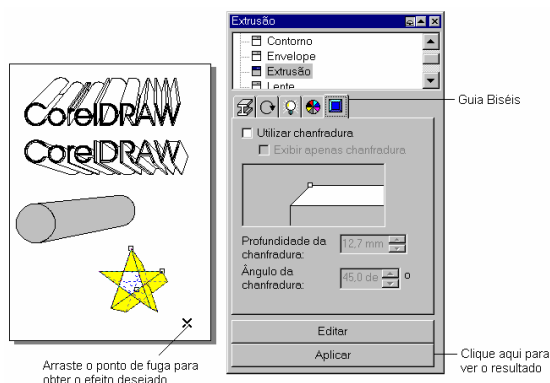 CorelDRAW
CorelDRAW
Arraste o ponto de fuga para
obter o efeito desejado
Extrusão
Contorno
Envelope
Extrusão
Lente
Guia Biséis
Utilizar chanfradura
Exibir apenas chanfradura
Profundidade da
chanfradura:
12,7 mm
Ângulo da
chanfradura:
45,0 de
o
Editar
Aplicar
Clique aqui para
ver o resultado